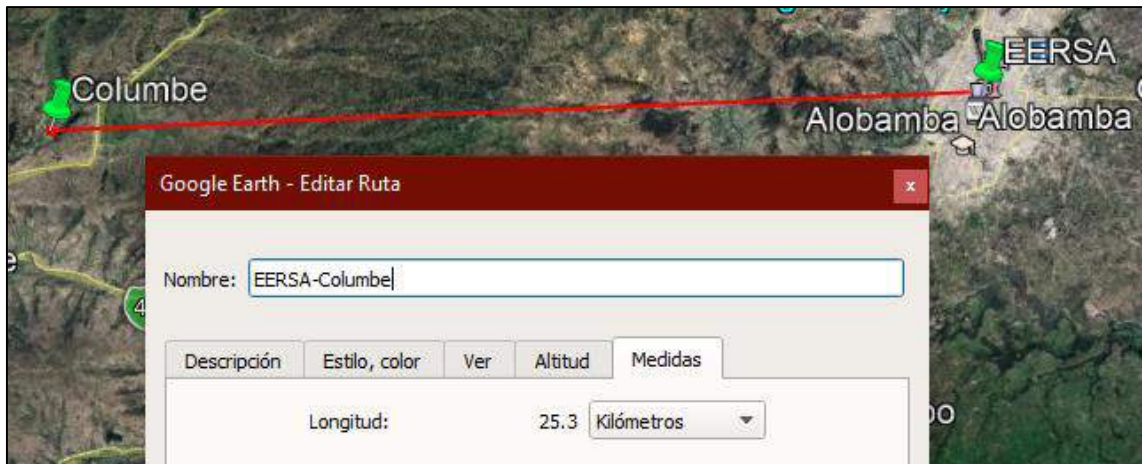 EERSA
Columbe
Alobamba
Alobamba
Google Earth - Editar Ruta
x
Nombre: EERSA-Columbe
4
Descripción Estilo, color Ver Altitud Medidas
Longitud: 25.3 Kilómetros